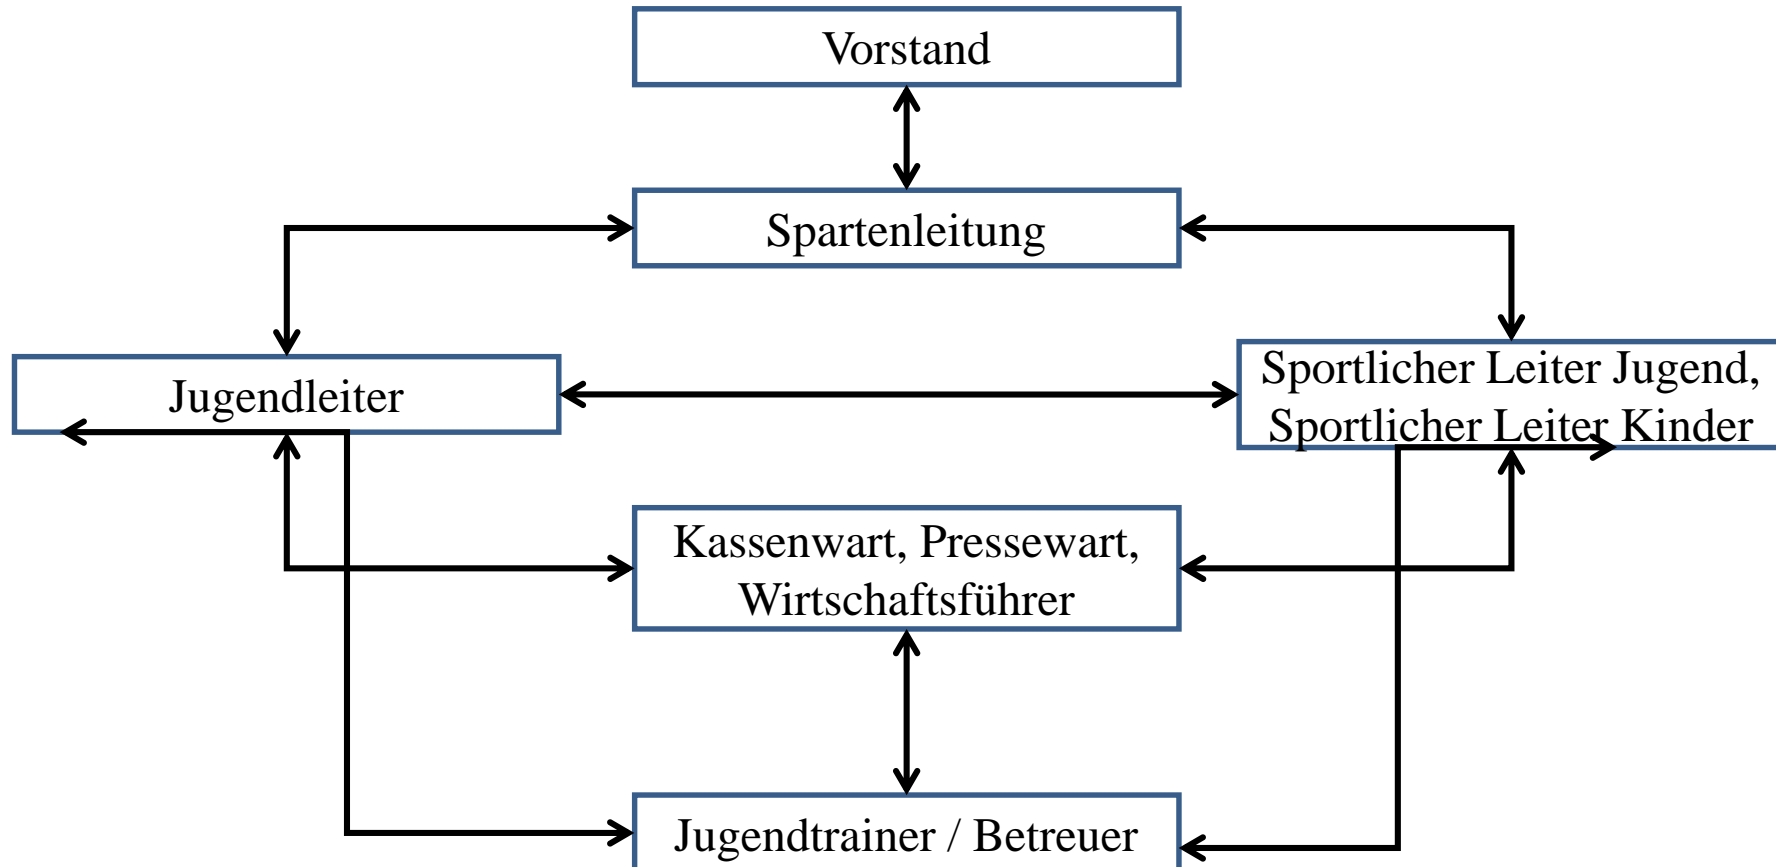 Vorstand
Spartenleitung
Jugendleiter
Sportlicher Leiter Jugend,
Sportlicher Leiter Kinder
Kassenwart, Pressewart,
Wirtschaftsführer
Jugendtrainer / Betreuer